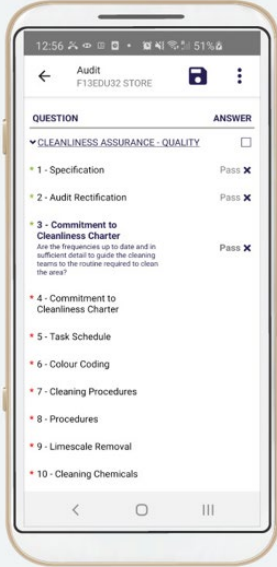 12:56 51%
Audit
F13EDU32 STORE
QUESTION ANSWER
CLEANLINESS ASSURANCE - QUALITY
* 1 - Specification Pass ✕
* 2 - Audit Rectification Pass ✕
* 3 - Commitment to
Cleanliness Charter
Are the frequencies up to date and in
sufficient detail to guide the cleaning
teams to the routine required to clean
the area?
Pass ✕
* 4 - Commitment to
Cleanliness Charter
* 5 - Task Schedule
* 6 - Colour Coding
* 7 - Cleaning Procedures
* 8 - Procedures
* 9 - Limescale Removal
* 10 - Cleaning Chemicals